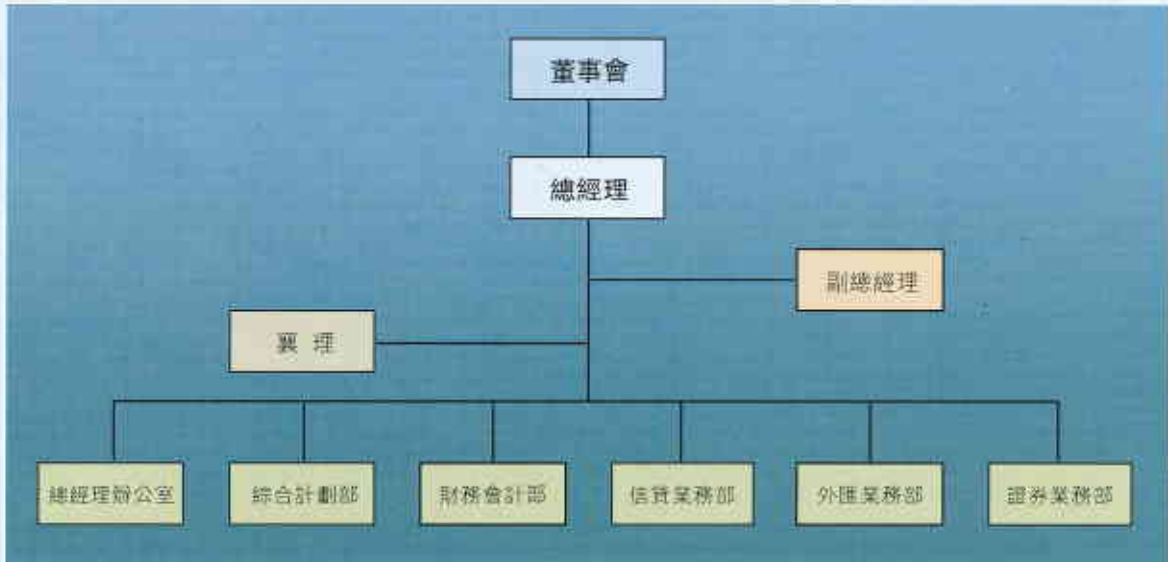 董事會
總經理
副總經理
襄理
總經理辦公室
綜合計劃部
財務會計部
信貸業務部
外匯業務部
證券業務部